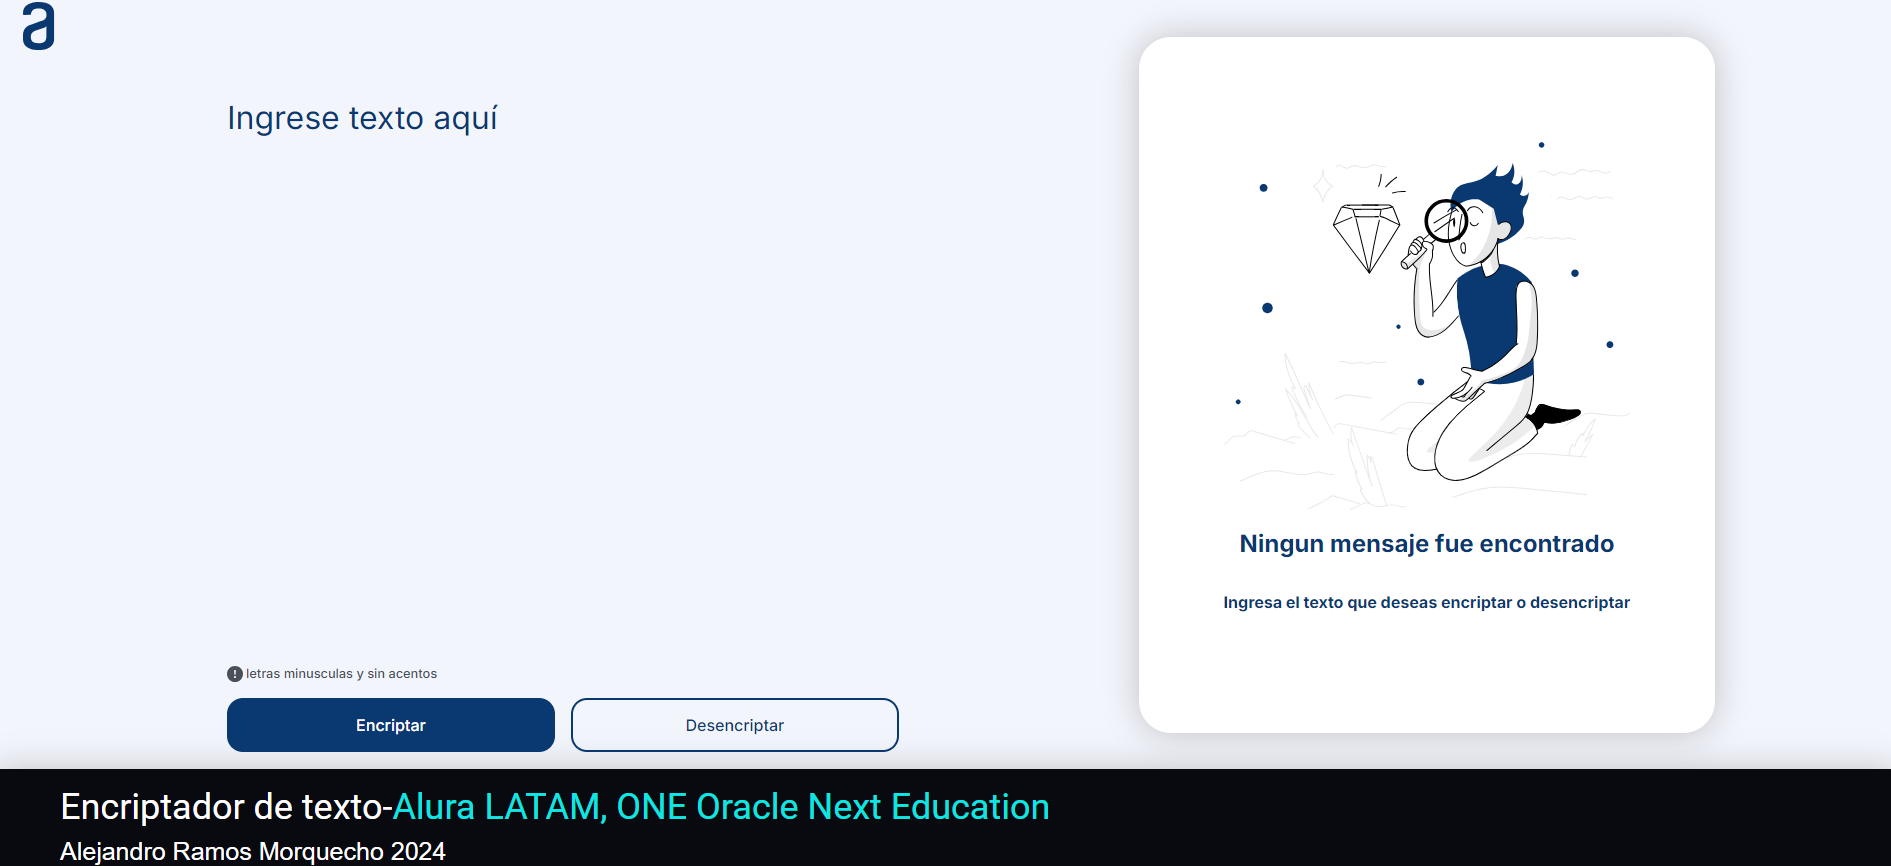 a
Ingrese texto aquí
Ningun mensaje fue encontrado
Ingresa el texto que deseas encriptar o desencriptar
! letras minusculas y sin acentos
Encriptar
Desencriptar
Encriptador de texto-Alura LATAM, ONE Oracle Next Education
Alejandro Ramos Morquecho 2024